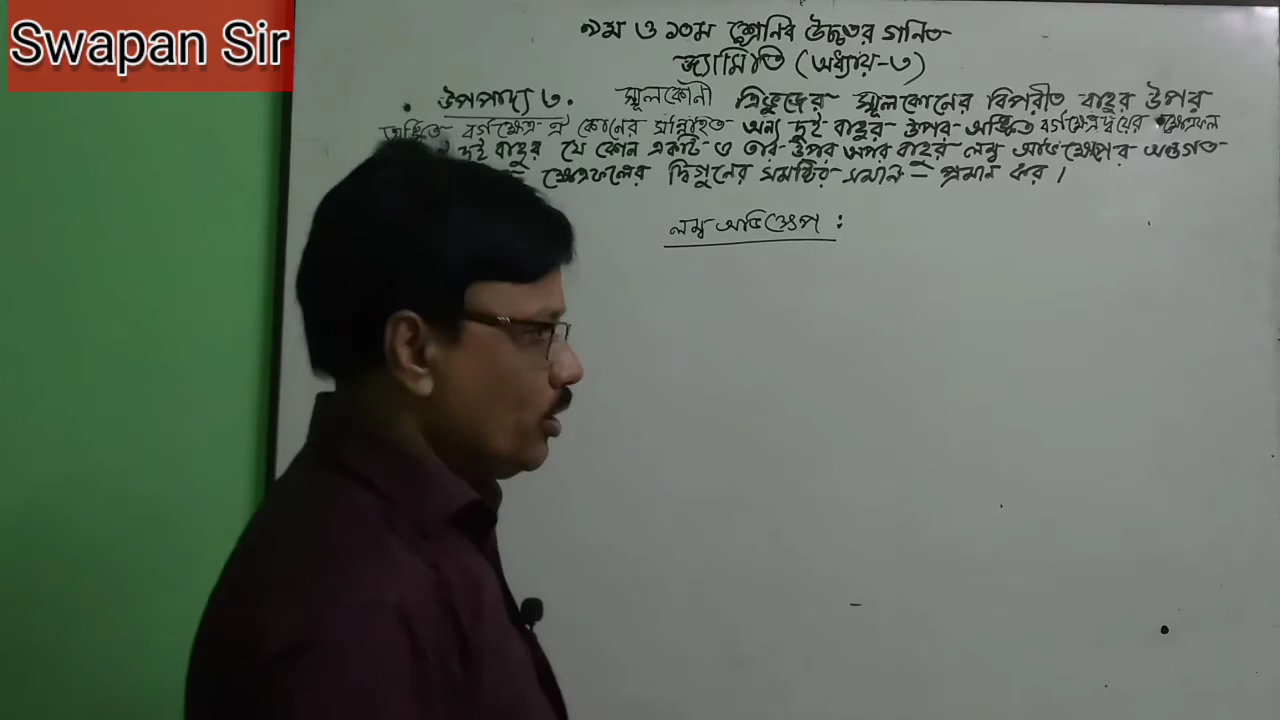 Swapan Sir
৯ম ও ১০ম শ্রেনির উচ্চতর গনিত
জ্যামিতি (অধ্যায়-৩)
উপপাদ্য ৩. স্থূলকোনী ত্রিভুজের স্থূলকোনের বিপরীত বাহুর উপর
অঙ্কিত বর্গক্ষেত্র ঐ কোনের সন্নিহিত অন্য দুই বাহুর উপর অঙ্কিত বর্গক্ষেত্রদ্বয়ের ক্ষেত্রফল
দুই বাহুর যে কোন একটি ও তার উপর অপর বাহুর লম্ব অভিক্ষেপের অন্তর্গত
ক্ষেত্রফলের দ্বিগুনের সমষ্টির সমান – প্রমান কর।
লম্ব অভিক্ষেপ :